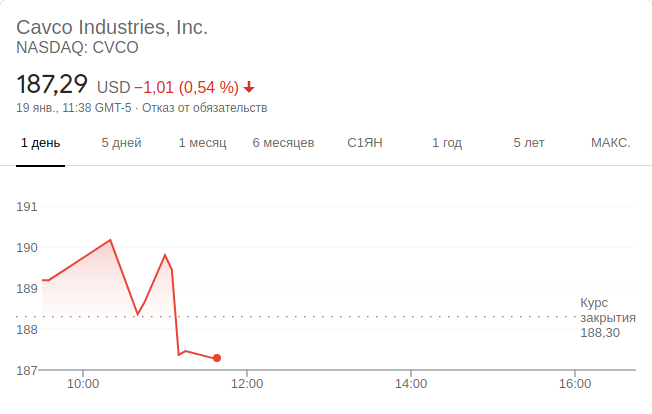 Cavco Industries, Inc.
NASDAQ: CVCO
187,29 USD −1,01 (0,54 %)
19 янв., 11:38 GMT-5 · Отказ от обязательств
1 день 5 дней 1 месяц 6 месяцев С1ЯН 1 год 5 лет МАКС.
191
190
189
188
187
Курс
закрытия
188,30
10:00 12:00 14:00 16:00